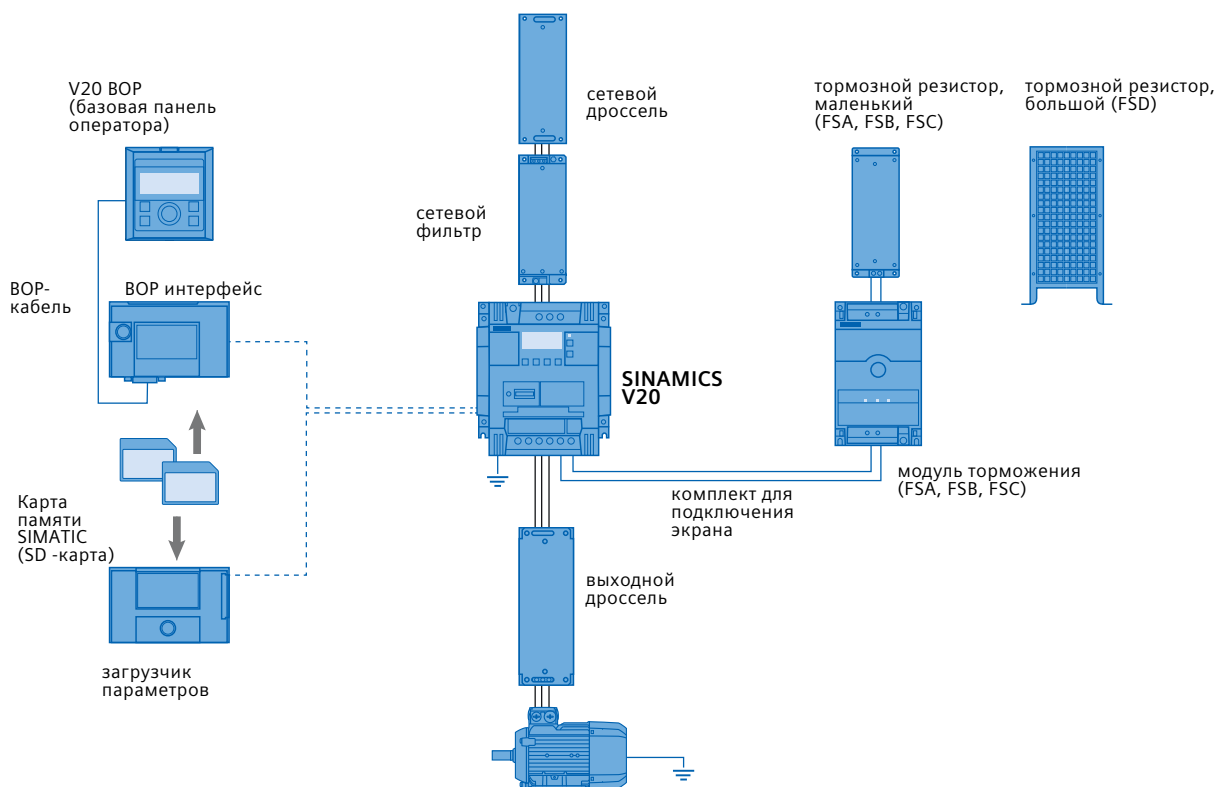 V20 BOP
(базовая панель
оператора)
сетевой
дроссель
тормозной резистор,
маленький
(FSA, FSB, FSC)
тормозной резистор,
большой (FSD)
сетевой
фильтр
BOP-
кабель
BOP интерфейс
SINAMICS
V20
Карта
памяти
SIMATIC
(SD -карта)
комплект для
подключения
экрана
модуль торможения
(FSA, FSB, FSC)
выходной
дроссель
загрузчик
параметров